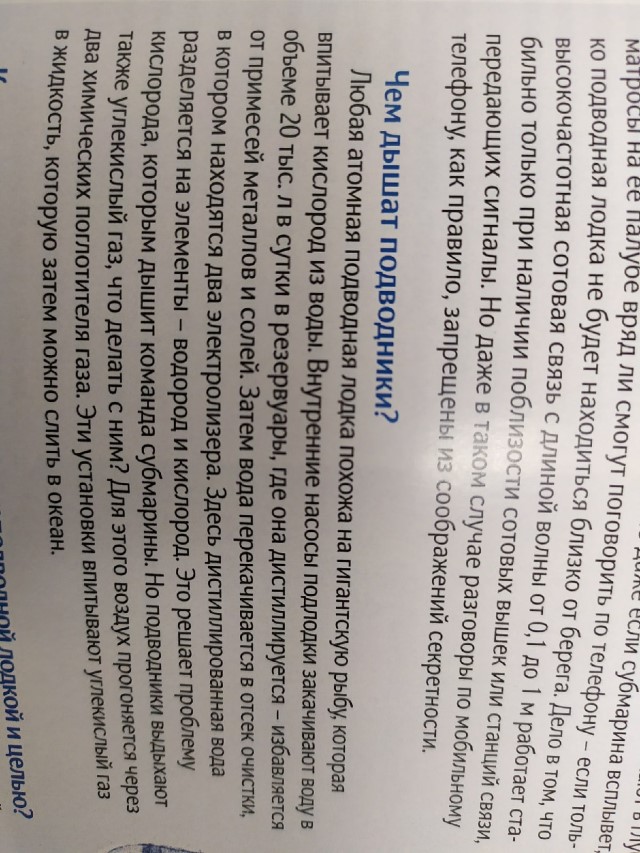 матросы на ее палубе вряд ли смогут поговорить по телефону – если толь-
даже если субмарина всплывет,
ко подводная лодка не будет находиться близко от берега. Дело в том, что
высокочастотная сотовая связь с длиной волны от 0,1 до 1 м работает ста-
бильно только при наличии поблизости сотовых вышек или станций связи,
передающих сигналы. Но даже в таком случае разговоры по мобильному
телефону, как правило, запрещены из соображений секретности.
Чем дышат подводники?
Любая атомная подводная лодка похожа на гигантскую рыбу, которая
впитывает кислород из воды. Внутренние насосы подлодки закачивают воду в
объеме 20 тыс. л в сутки в резервуары, где она дистиллируется – избавляется
от примесей металлов и солей. Затем вода перекачивается в отсек очистки,
в котором находятся два электролизера. Здесь дистиллированная вода
разделяется на элементы – водород и кислород. Это решает проблему
кислорода, которым дышит команда субмарины. Но подводники выдыхают
также углекислый газ, что делать с ним? Для этого воздух прогоняется через
два химических поглотителя газа. Эти установки впитывают углекислый газ
в жидкость, которую затем можно слить в океан.
подводной лодкой и целью?